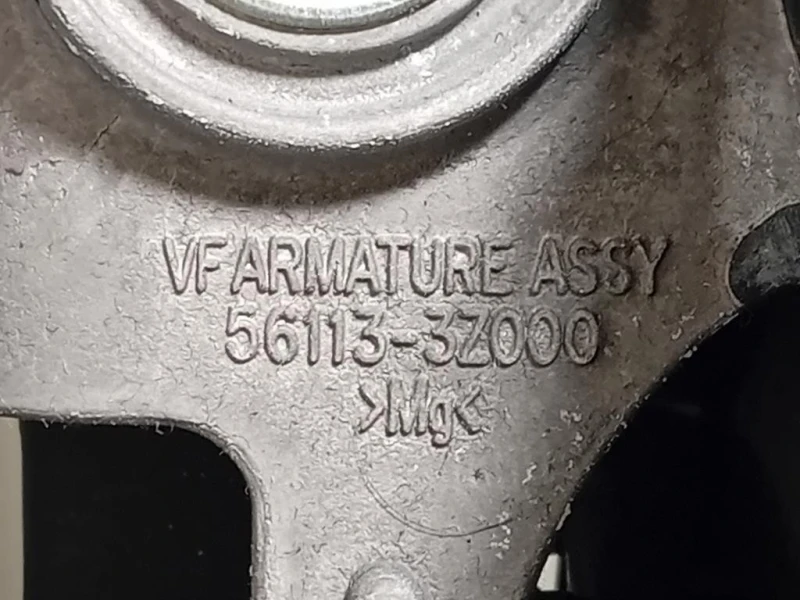 VF ARMATURE ASSY
56113-3Z000
>Mg<